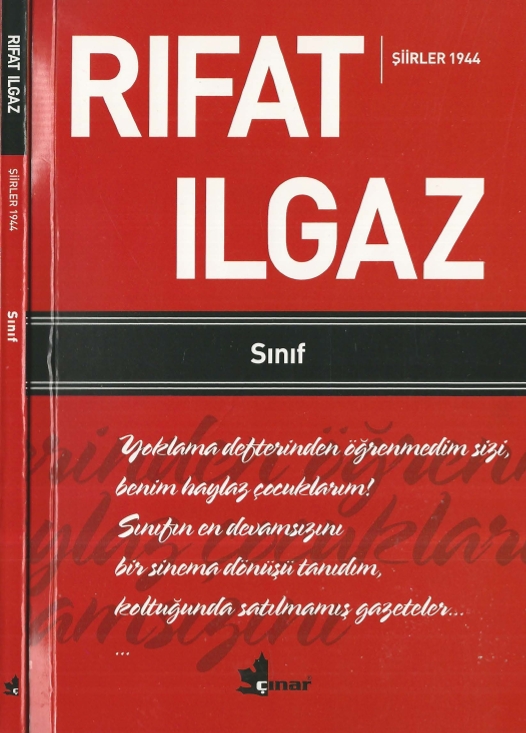 RIFAT ILGAZ
ŞİİRLER 1944
Sınıf
çınar
RIFAT
ILGAZ
ŞİİRLER 1944
Sınıf
Yoklama defterinden öğrenmedim sizi,
benim haylaz çocuklarım!
Sınıfın en devamsızını
bir sinema dönüşü tanıdım,
koltuğunda satılmamış gazeteler...
...
çınar